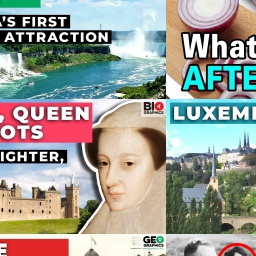 'S FIRST
ATTRACTION
What
AFTE
, QUEEN
OTS
IGHTER,
BIO
GRAPHICS
LUXEM
E
GEO
GRAPHICS